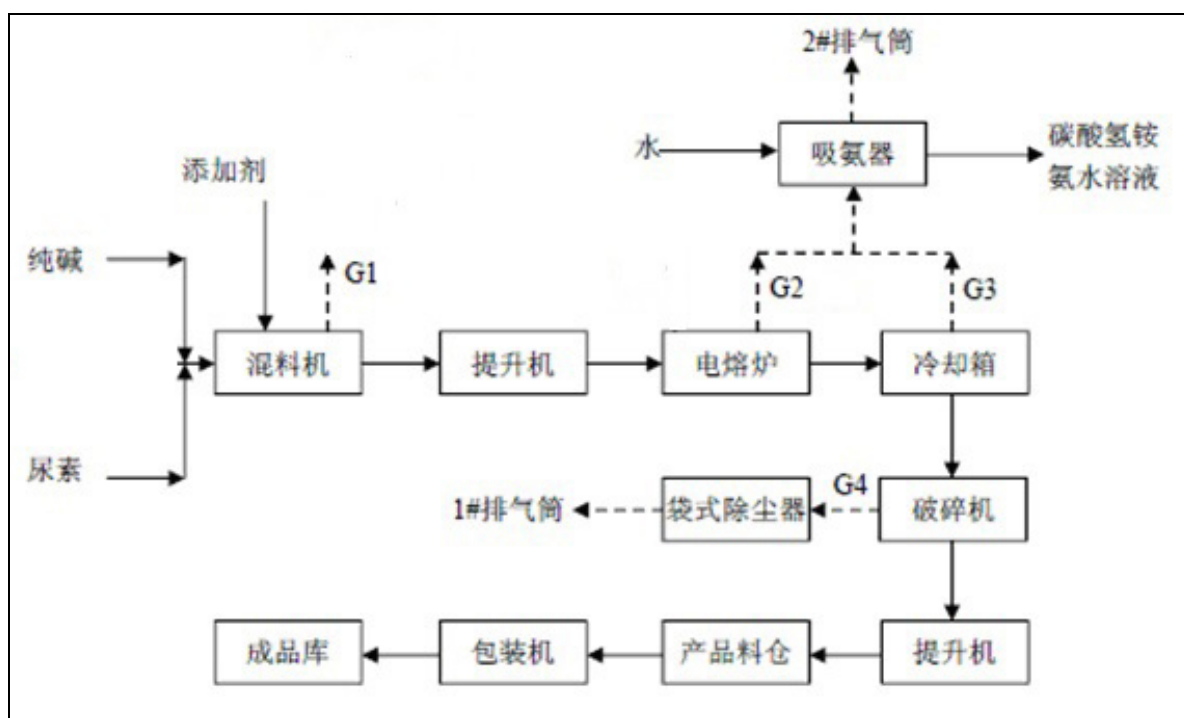 2#排气筒
水
吸氨器
碳酸氢铵
氨水溶液
添加剂
纯碱
G1
G2
G3
混料机
提升机
电熔炉
冷却箱
尿素
1#排气筒
袋式除尘器
G4
破碎机
成品库
包装机
产品料仓
提升机